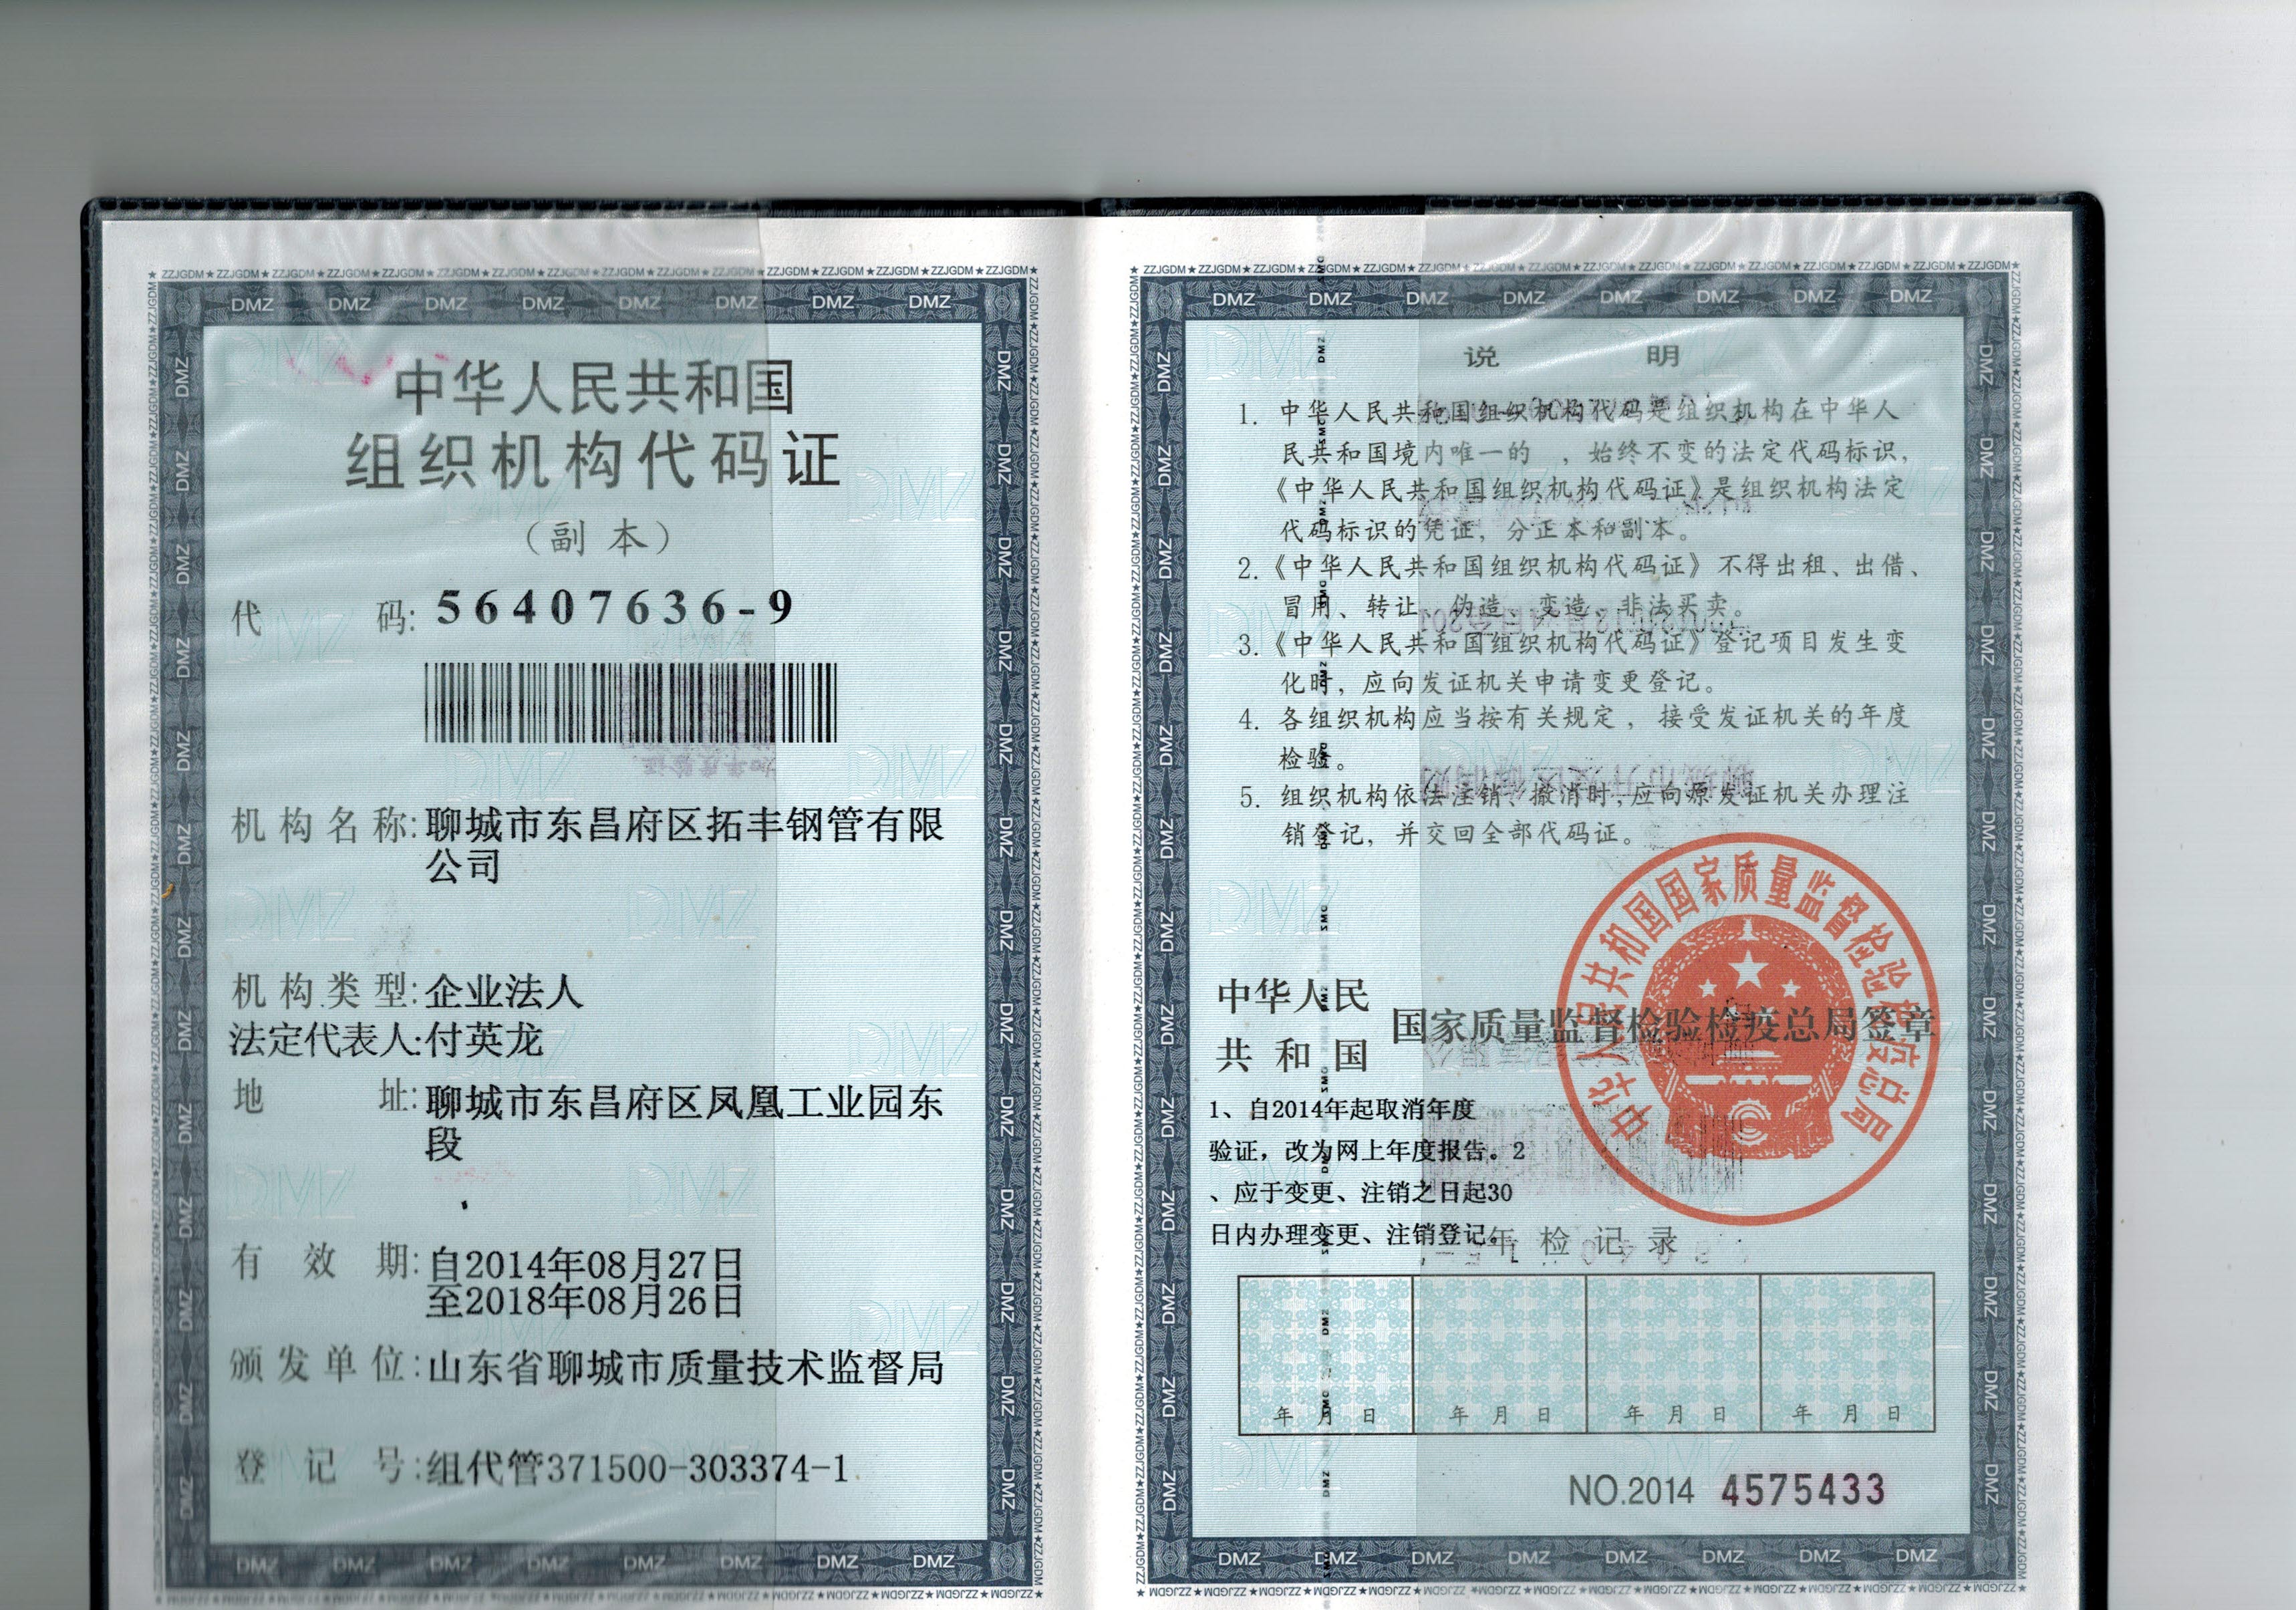 中华人民共和国
组织机构代码证
（副 本）
代 码: 56407636-9
机构名称: 聊城市东昌府区拓丰钢管有限
公司
机构类型: 企业法人
法定代表人: 付英龙
地 址: 聊城市东昌府区凤凰工业园东
段
有 效 期: 自2014年08月27日
至2018年08月26日
颁发单位: 山东省聊城市质量技术监督局
登 记 号: 组代管371500-303374-1
说 明
1. 中华人民共和国组织机构代码是组织机构在中华人
民共和国境内唯一的 ，始终不变的法定代码标识，
《中华人民共和国组织机构代码证》是组织机构法定
代码标识的凭证，分正本和副本。
2.《中华人民共和国组织机构代码证》不得出租、出借、
冒用、转让、伪造、变造、非法买卖。
3.《中华人民共和国组织机构代码证》登记项目发生变
化时，应向发证机关申请变更登记。
4. 各组织机构应当按有关规定，接受发证机关的年度
检验。
5. 组织机构依法注销、撤消时，应向原发证机关办理注
销登记，并交回全部代码证。
中华人民共和国国家质量监督检验检疫总局
中华人民
共和国
国家质量监督检验检疫总局签章
1、自2014年起取消年度
验证，改为网上年度报告。2
、应于变更、注销之日起30
日内办理变更、注销登记。
年检记录
年 月 日 年 月 日 年 月 日 年 月 日
NO.2014 4575433